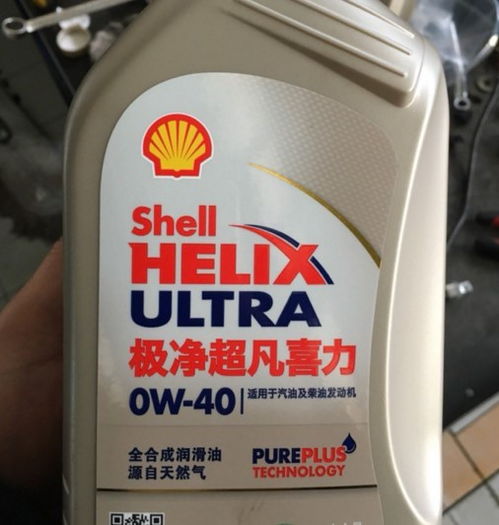 Shell
HELIX
ULTRA
极净超凡喜力
0W-40
适用于汽油及柴油发动机
全合成润滑油
源自天然气
PUREPLUS
TECHNOLOGY